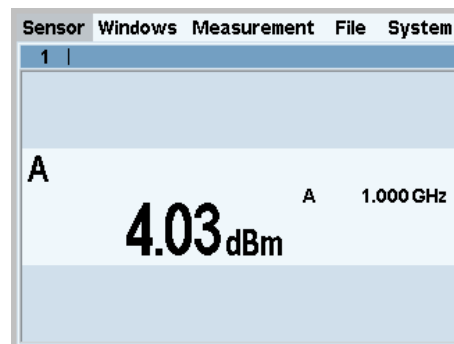 Sensor Windows Measurement File System
1
A
A 1.000 GHz
4.03 dBm